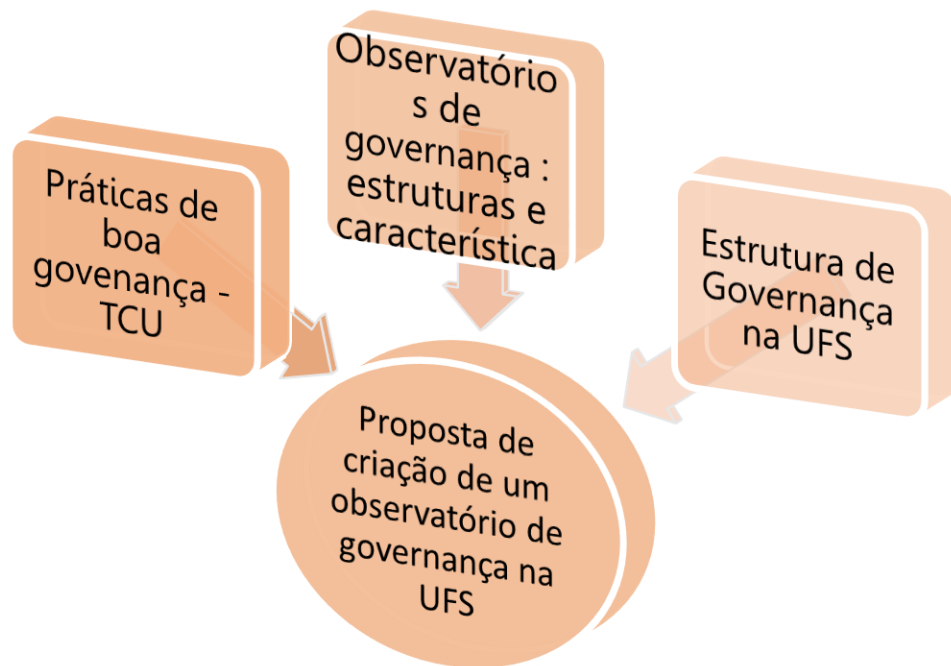 Práticas de
boa
govenança -
TCU
Observatório
s de
governança :
estruturas e
característica
Estrutura de
Governança
na UFS
Proposta de
criação de um
observatório de
governança na
UFS